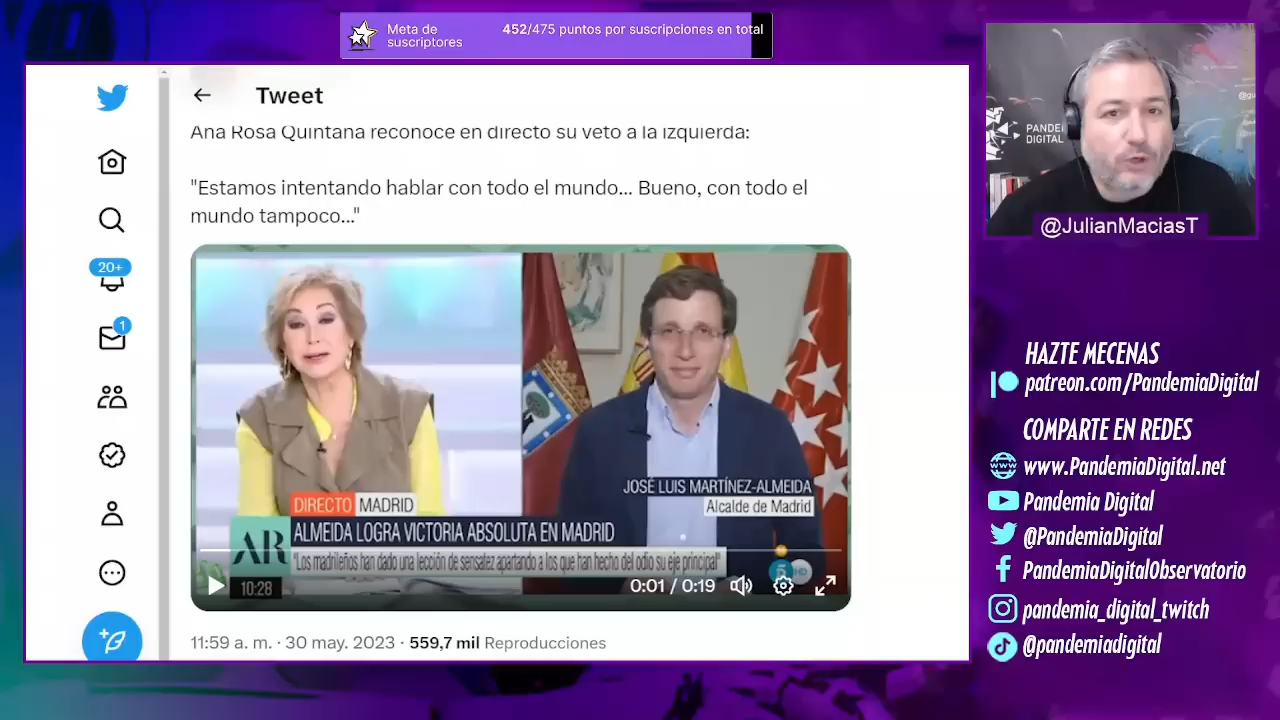 Meta de
suscriptores
452/475 puntos por suscripciones en total
Tweet
Ana Rosa Quintana reconoce en directo su veto a la izquierda:
"Estamos intentando hablar con todo el mundo... Bueno, con todo el
mundo tampoco..."
20+
1
JOSÉ LUIS MARTÍNEZ-ALMEIDA
Alcalde de Madrid
DIRECTO MADRID
AR
ALMEIDA LOGRA VICTORIA ABSOLUTA EN MADRID
"Los madrileños han dado una lección de sensatez apartando a los que han hecho del odio su eje principal"
10:28
0:01 / 0:19
11:59 a. m. · 30 may. 2023 · 559,7 mil Reproducciones
DIGITAL
@JulianMaciasT
HAZTE MECENAS
patreon.com/PandemiaDigital
COMPARTE EN REDES
www.PandemiaDigital.net
Pandemia Digital
@PandemiaDigital
PandemiaDigitalObservatorio
pandemia_digital_twitch
@pandemiadigital